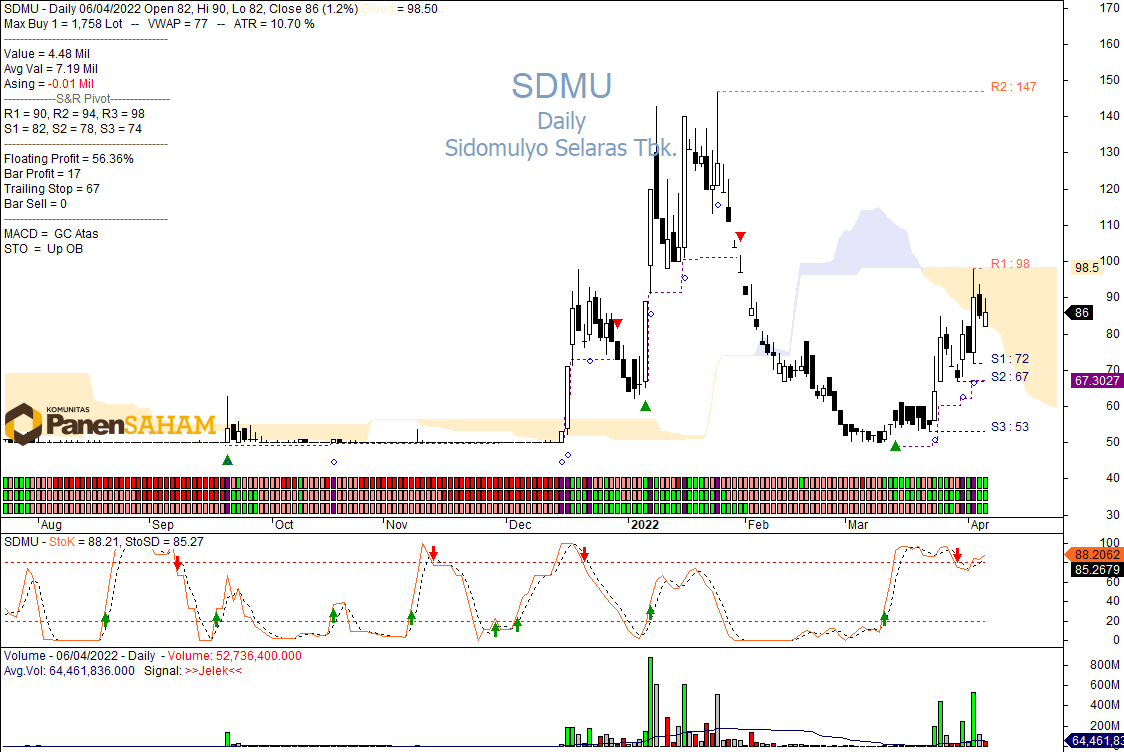 SDMU - Daily 06/04/2022 Open 82, Hi 90, Lo 82, Close 86 (1.2%) Cloud = 98.50
Max Buy 1 = 1,758 Lot -- VWAP = 77 -- ATR = 10.70 %
Value = 4.48 Mil
Avg Val = 7.19 Mil
Asing = -0.01 Mil
--------------S&R Pivot----------------
R1 = 90, R2 = 94, R3 = 98
S1 = 82, S2 = 78, S3 = 74
Floating Profit = 56.36%
Bar Profit = 17
Trailing Stop = 67
Bar Sell = 0
MACD = GC Atas
STO = Up OB
SDMU
Daily
Sidomulyo Selaras Tbk.
R2 : 147
R1 : 98
S1 : 72
S2 : 67
S3 : 53
170
160
150
140
130
120
110
100
98.5
90
86
80
70
67.3027
60
50
40
30
KOMUNITAS
PanenSAHAM
Aug Sep Oct Nov Dec 2022 Feb Mar Apr
SDMU - StoK = 88.21, StoSD = 85.27
100
88.2062
85.2679
60
40
20
0
Volume - 06/04/2022 - Daily - Volume: 52,736,400.000
Avg.Vol: 64,461,836.000 Signal: >>Jelek<<
800M
600M
400M
200M
64,461,83